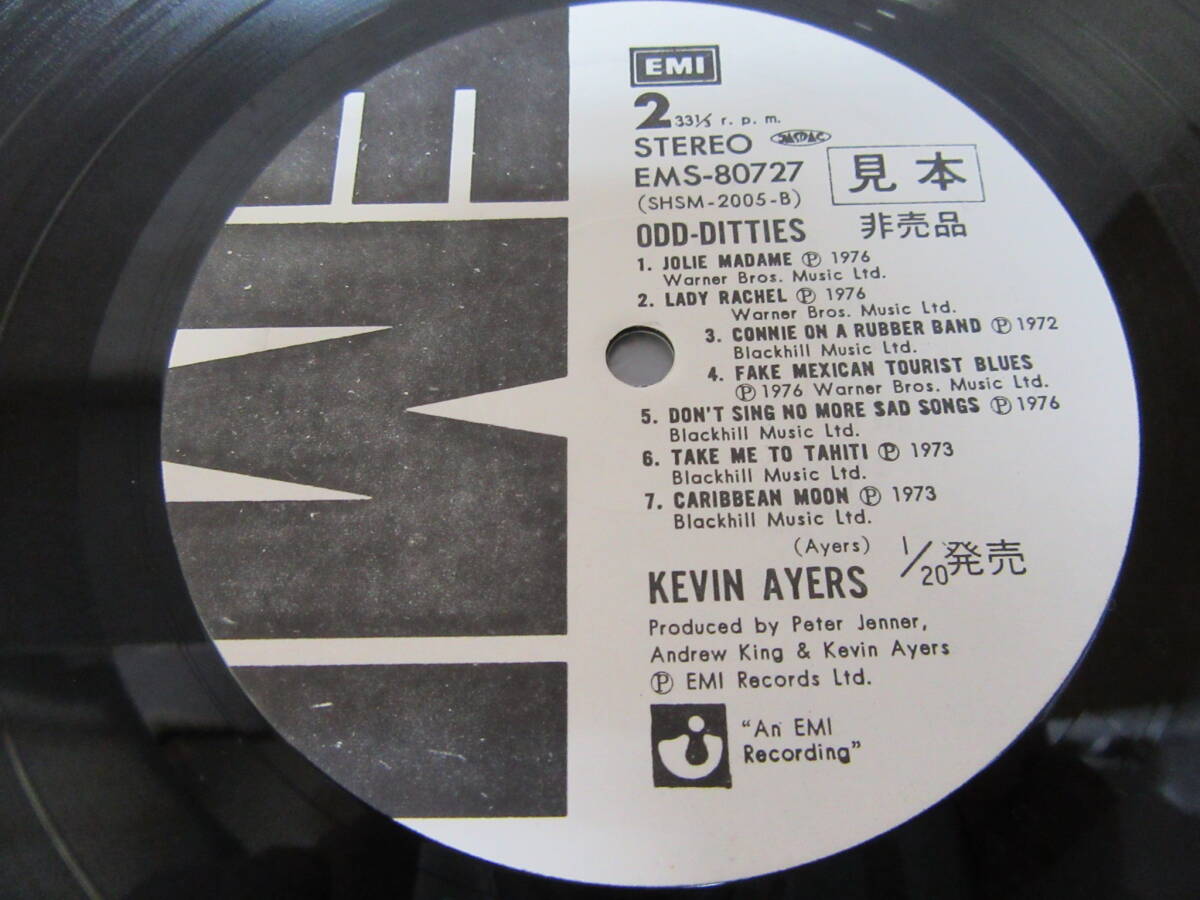 EMI
2 33⅓ r. p. m.
STEREO JASRAC
EMS-80727
見本
(SHSM-2005-B)
ODD-DITTIES 非売品
1. JOLIE MADAME Ⓟ 1976
Warner Bros. Music Ltd.
2. LADY RACHEL Ⓟ 1976
Warner Bros. Music Ltd.
3. CONNIE ON A RUBBER BAND Ⓟ 1972
Blackhill Music Ltd.
4. FAKE MEXICAN TOURIST BLUES
Ⓟ 1976 Warner Bros. Music Ltd.
5. DON'T SING NO MORE SAD SONGS Ⓟ 1976
Blackhill Music Ltd.
6. TAKE ME TO TAHITI Ⓟ 1973
Blackhill Music Ltd.
7. CARIBBEAN MOON Ⓟ 1973
Blackhill Music Ltd.
(Ayers)
KEVIN AYERS 1/20発売
Produced by Peter Jenner,
Andrew King & Kevin Ayers
Ⓟ EMI Records Ltd.
"An EMI
Recording"
EMI